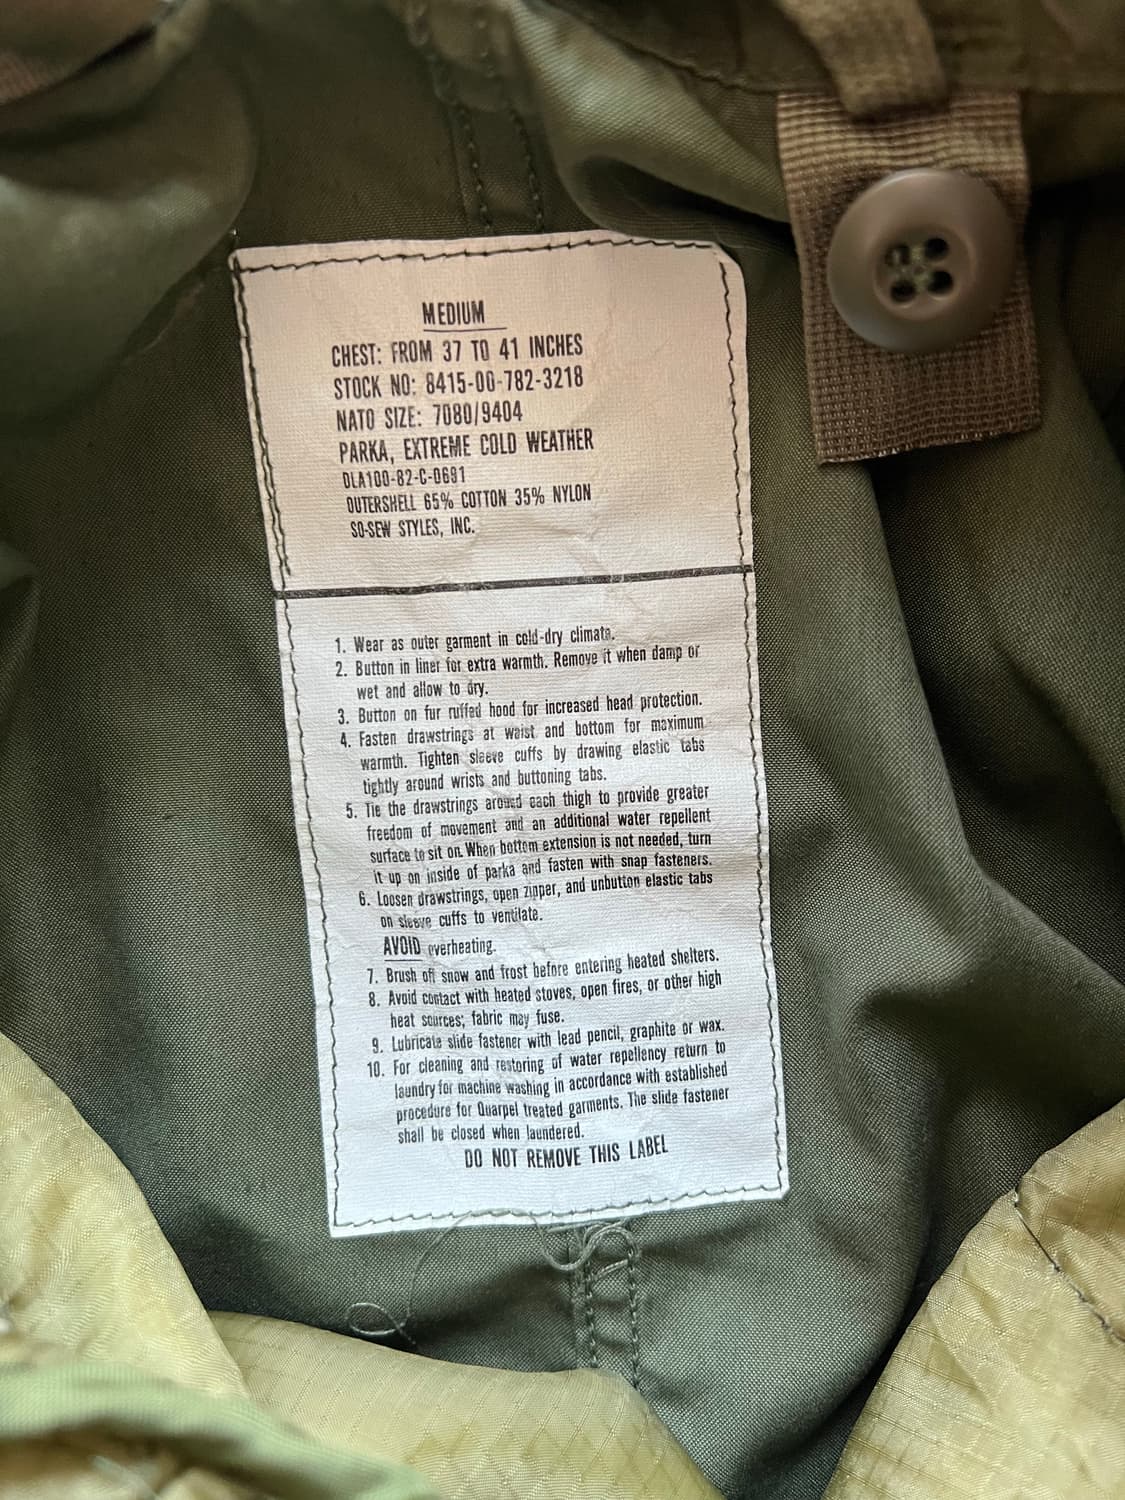 MEDIUM
CHEST: FROM 37 TO 41 INCHES
STOCK NO: 8415-00-782-3218
NATO SIZE: 7080/9404
PARKA, EXTREME COLD WEATHER
DLA100-82-C-0691
OUTERSHELL 65% COTTON 35% NYLON
SO-SEW STYLES, INC.
1. Wear as outer garment in cold-dry climate.
2. Button in liner for extra warmth. Remove it when damp or
wet and allow to dry.
3. Button on fur ruffed hood for increased head protection.
4. Fasten drawstrings at waist and bottom for maximum
warmth. Tighten sleeve cuffs by drawing elastic tabs
tightly around wrists and buttoning tabs.
5. Tie the drawstrings around each thigh to provide greater
freedom of movement and an additional water repellent
surface to sit on. When bottom extension is not needed, turn
it up on inside of parka and fasten with snap fasteners.
6. Loosen drawstrings, open zipper, and unbutton elastic tabs
on sleeve cuffs to ventilate.
AVOID overheating.
7. Brush off snow and frost before entering heated shelters.
8. Avoid contact with heated stoves, open fires, or other high
heat sources; fabric may fuse.
9. Lubricate slide fastener with lead pencil, graphite or wax.
10. For cleaning and restoring of water repellency return to
laundry for machine washing in accordance with established
procedure for Quarpel treated garments. The slide fastener
shall be closed when laundered.
DO NOT REMOVE THIS LABEL